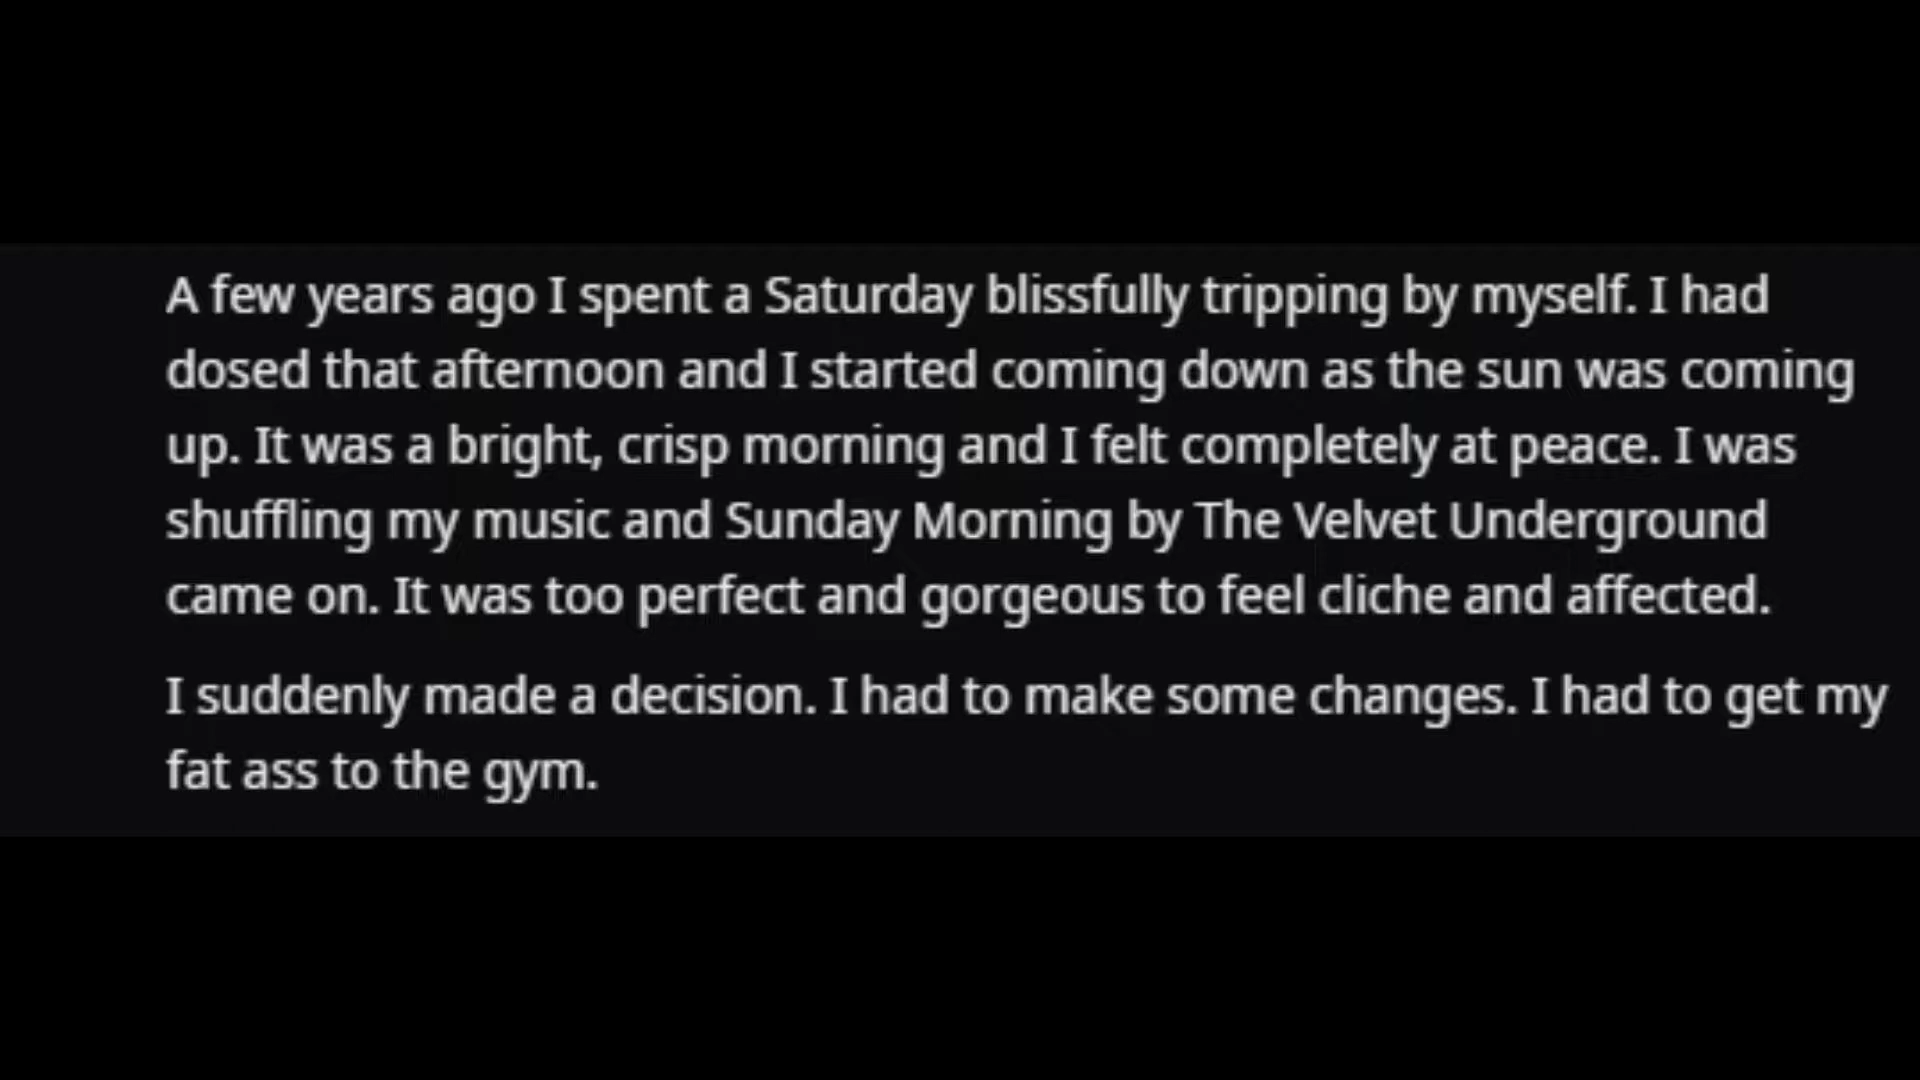 A few years ago I spent a Saturday blissfully tripping by myself. I had
dosed that afternoon and I started coming down as the sun was coming
up. It was a bright, crisp morning and I felt completely at peace. I was
shuffling my music and Sunday Morning by The Velvet Underground
came on. It was too perfect and gorgeous to feel cliche and affected.
I suddenly made a decision. I had to make some changes. I had to get my
fat ass to the gym.